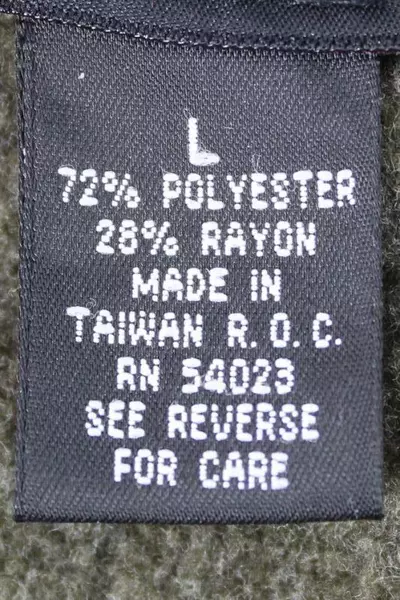 L
72% POLYESTER
28% RAYON
MADE IN
TAIWAN R.O.C.
RN 54023
SEE REVERSE
FOR CARE